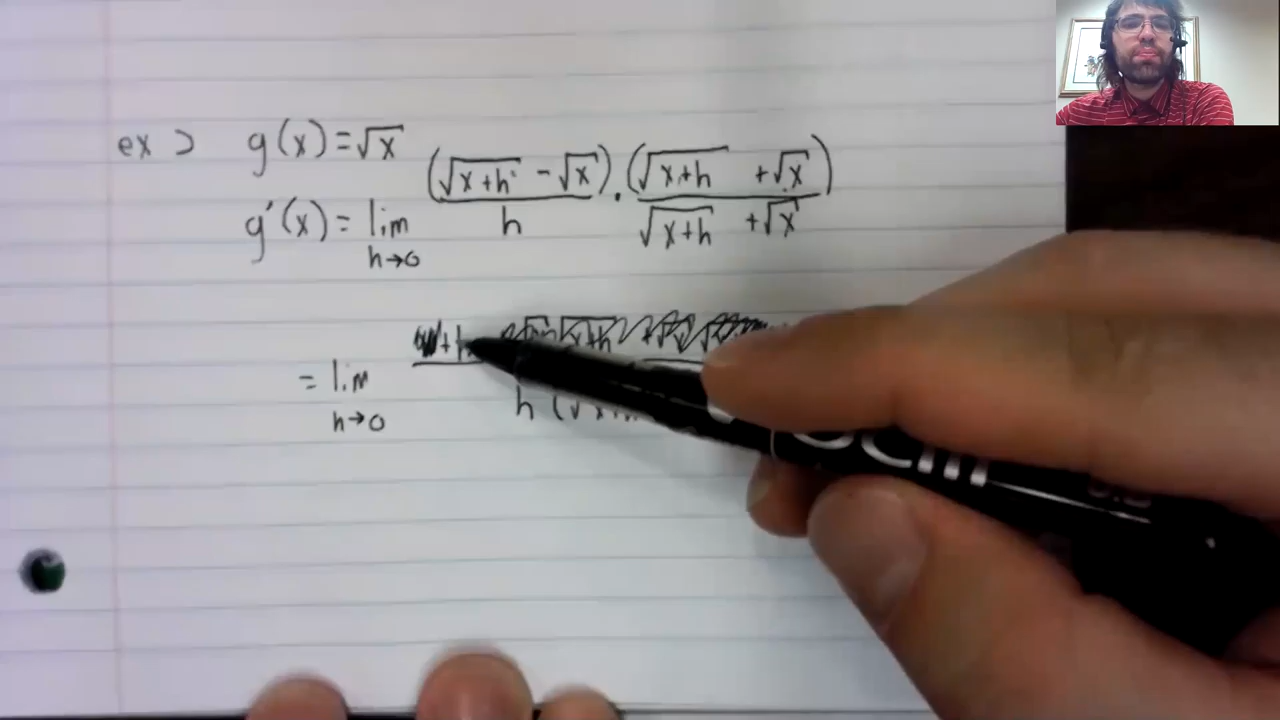 ex > g(x) = √x
g'(x) = lim h→0 (√x+h - √x)/h · (√x+h + √x)/(√x+h + √x)
= lim h→0 + h
h (√x+h